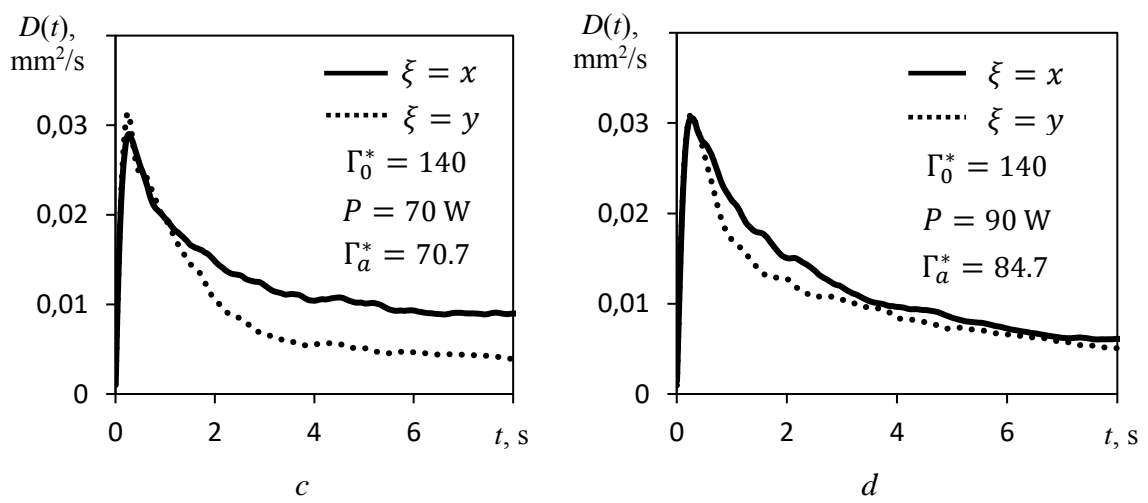 D(t),
mm²/s
ξ = x
ξ = y
Γ₀* = 140
P = 70 W
Γₐ* = 70.7
0,03
0,02
0,01
0
0 2 4 6 t, s
c
D(t),
mm²/s
ξ = x
ξ = y
Γ₀* = 140
P = 90 W
Γₐ* = 84.7
0,03
0,02
0,01
0
0 2 4 6 t, s
d